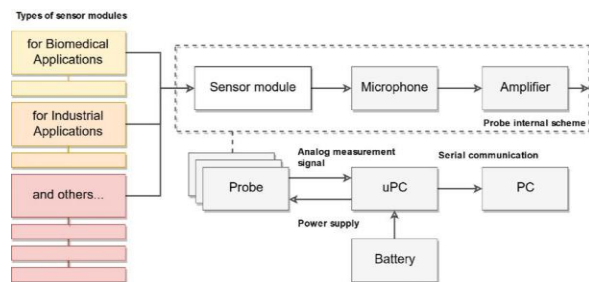 Types of sensor modules
for Biomedical
Applications
for Industrial
Applications
and others...
Sensor module
Microphone
Amplifier
Probe internal scheme
Analog measurement
signal
Serial communication
Probe
uPC
PC
Power supply
Battery